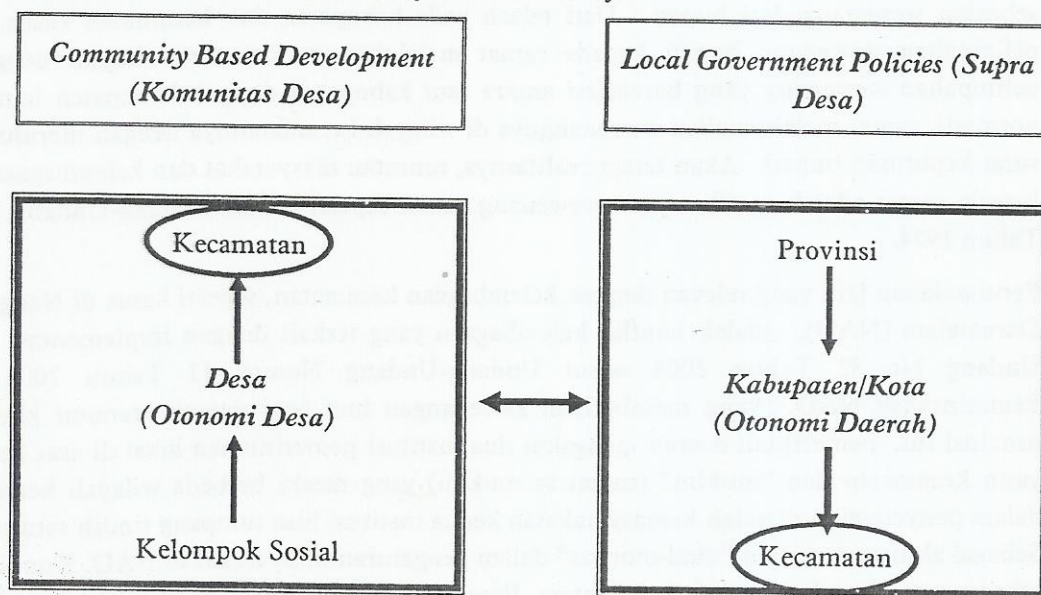 Community Based Development
(Komunitas Desa)
Local Government Policies (Supra
Desa)
Kecamatan
Desa
(Otonomi Desa)
Kelompok Sosial
Provinsi
Kabupaten/Kota
(Otonomi Daerah)
Kecamatan